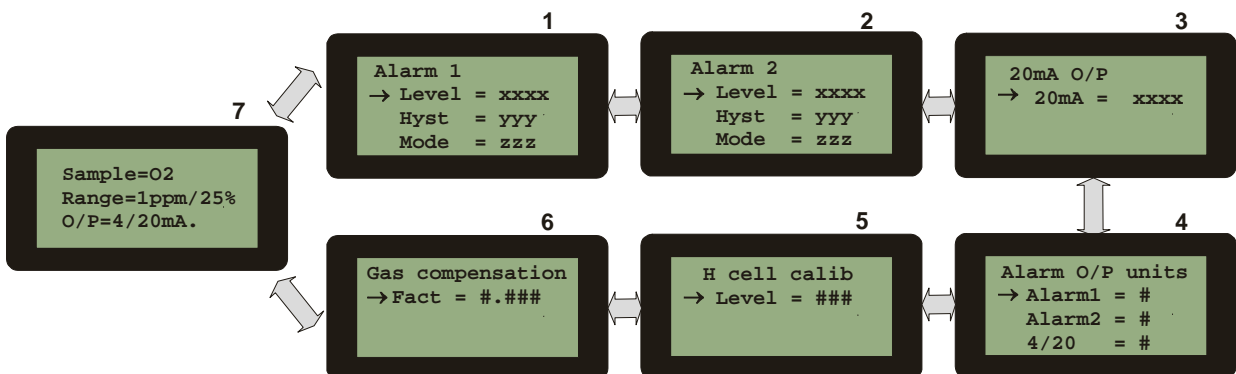 1
Alarm 1
→ Level = xxxx
Hyst = yyy
Mode = zzz
2
Alarm 2
→ Level = xxxx
Hyst = yyy
Mode = zzz
3
20mA O/P
→ 20mA = xxxx
7
Sample=O2
Range=1ppm/25%
O/P=4/20mA.
6
Gas compensation
→Fact = #.###
5
H cell calib
→ Level = ###
4
Alarm O/P units
→ Alarm1 = #
Alarm2 = #
4/20 = #